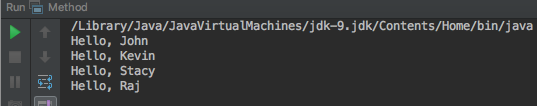 Run Method
/Library/Java/JavaVirtualMachines/jdk-9.jdk/Contents/Home/bin/java
Hello, John
Hello, Kevin
Hello, Stacy
Hello, Raj